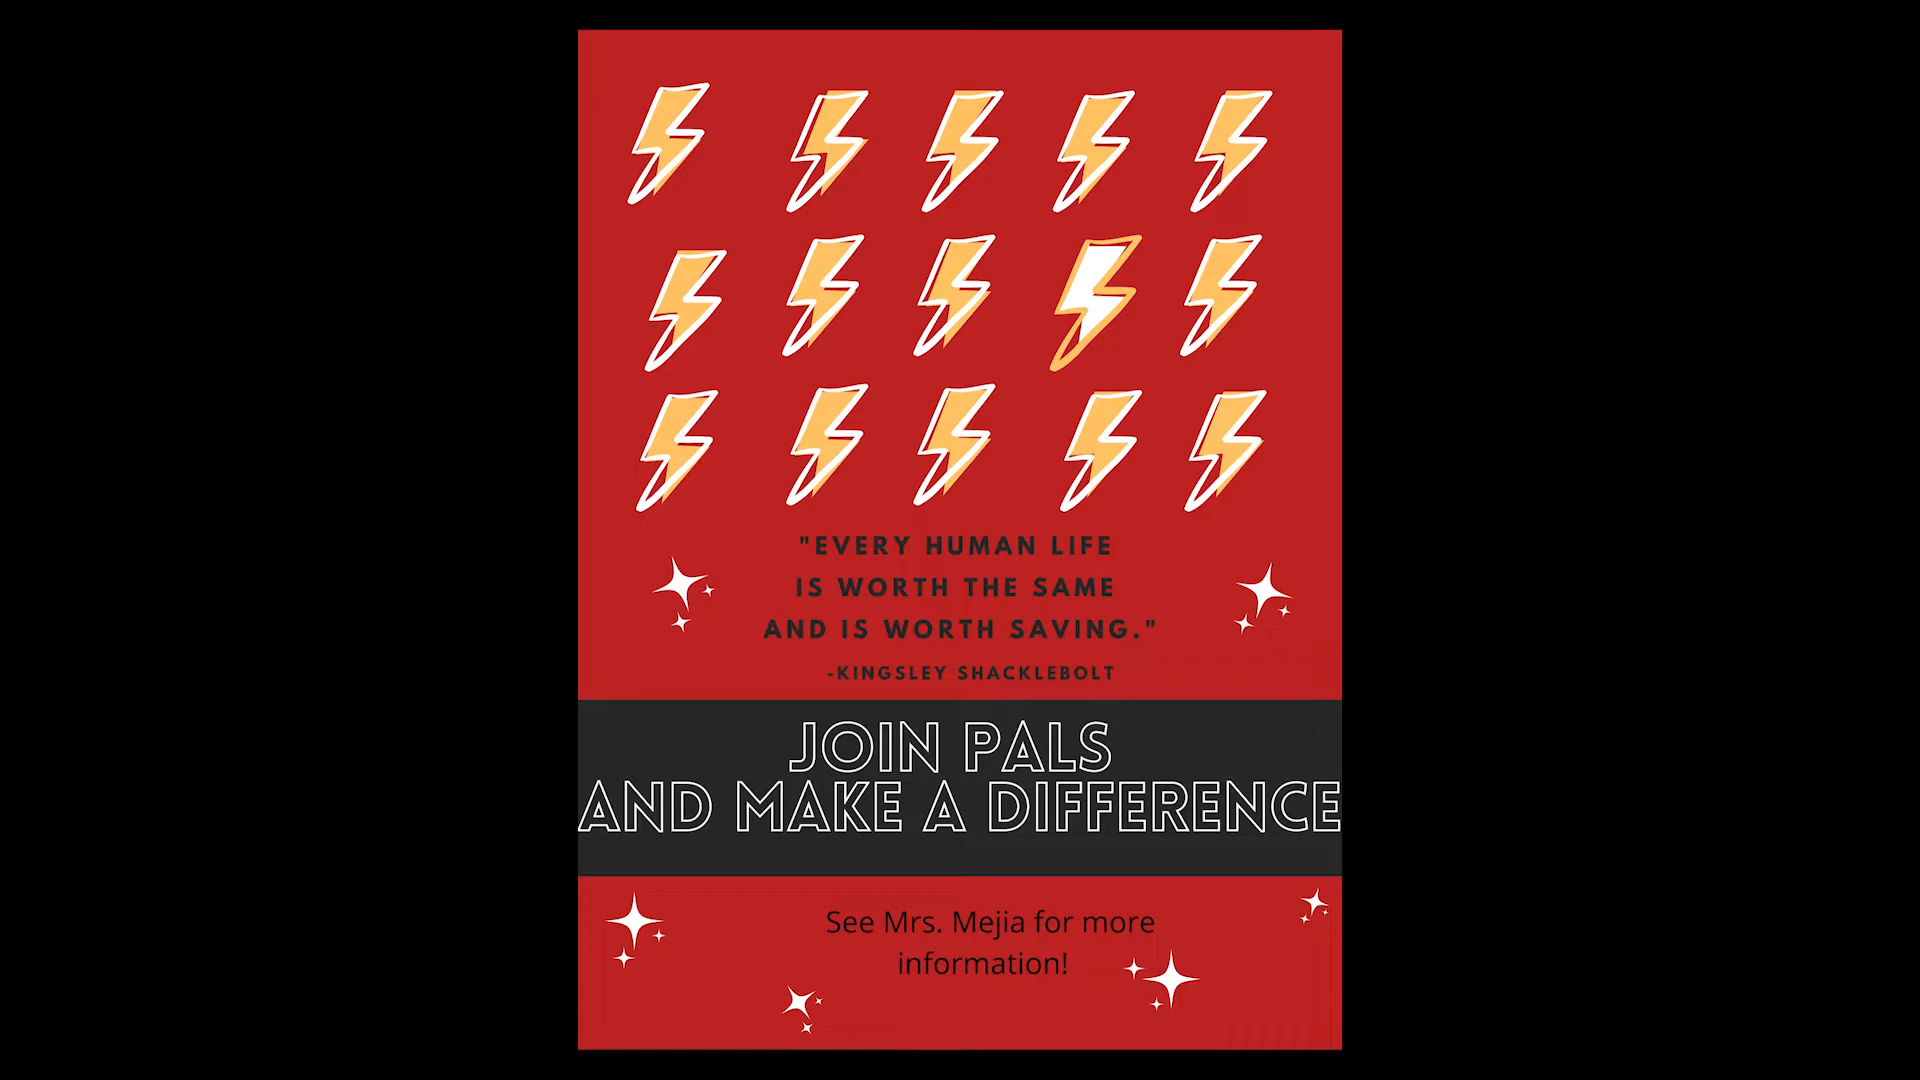 "EVERY HUMAN LIFE
IS WORTH THE SAME
AND IS WORTH SAVING."
-KINGSLEY SHACKLEBOLT
JOIN PALS
AND MAKE A DIFFERENCE
See Mrs. Mejia for more
information!